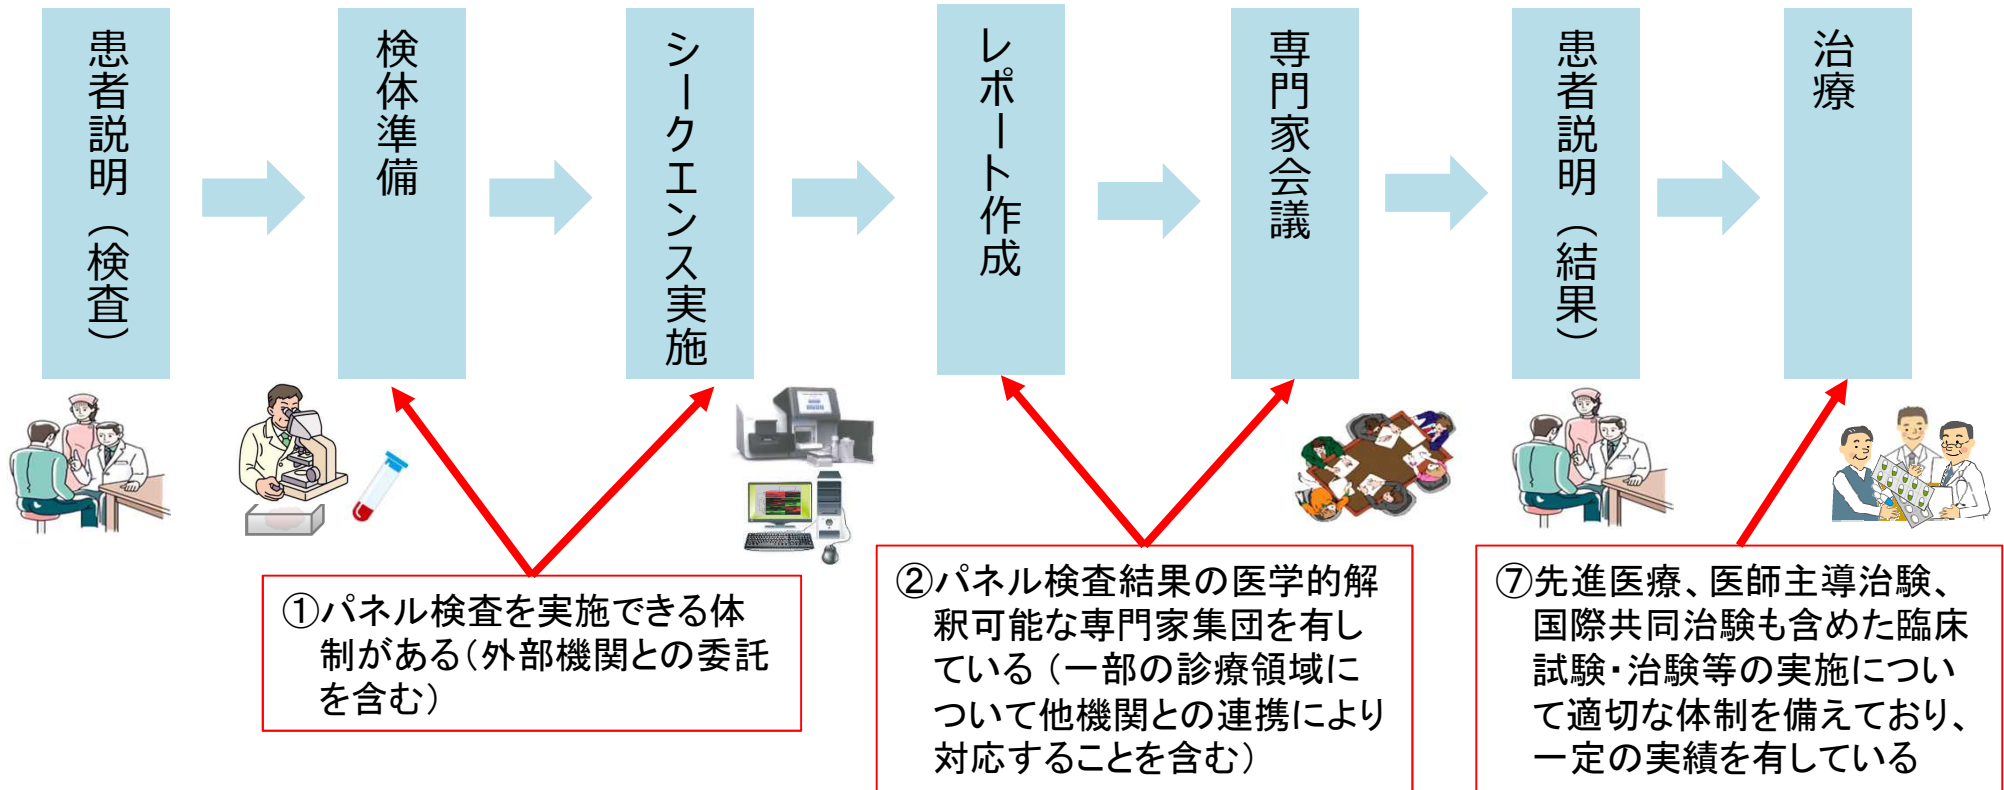 患者説明（検査）
検体準備
シークエンス実施
レポート作成
専門家会議
患者説明（結果）
治療
①パネル検査を実施できる体
制がある（外部機関との委託
を含む）
②パネル検査結果の医学的解
釈可能な専門家集団を有し
ている（一部の診療領域に
ついて他機関との連携により
対応することを含む）
⑦先進医療、医師主導治験、
国際共同治験も含めた臨床
試験・治験等の実施につい
て適切な体制を備えており、
一定の実績を有している